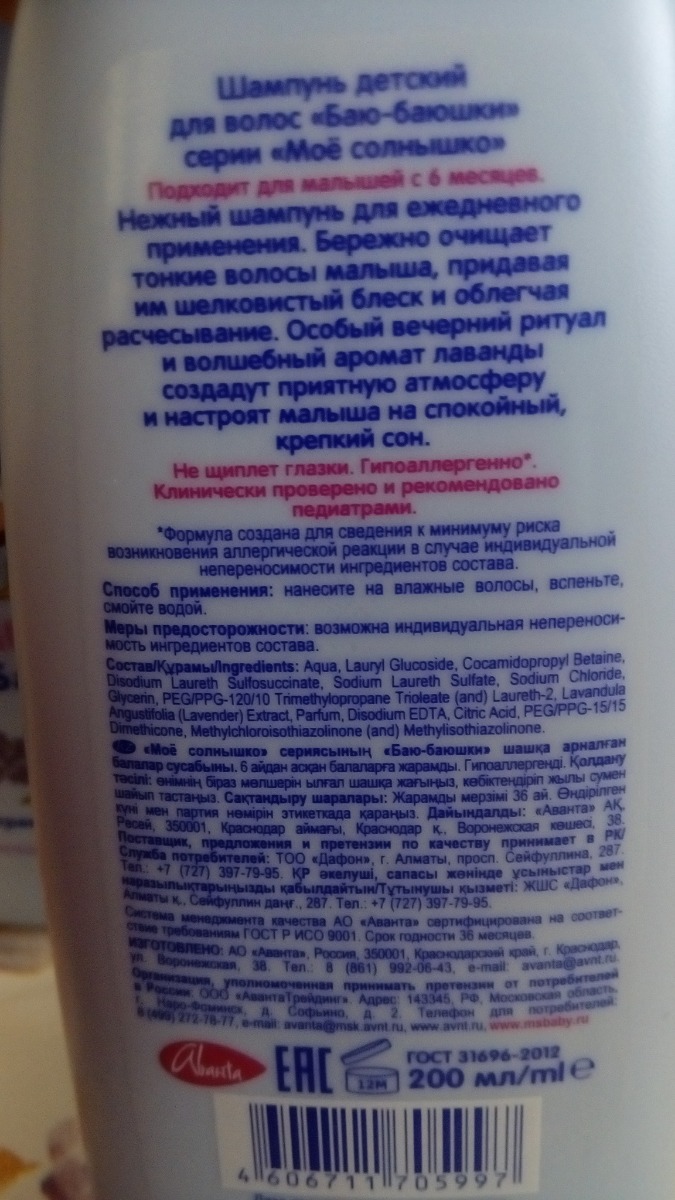 Шампунь детский
для волос «Баю-баюшки»
серии «Моё солнышко»
Подходит для малышей с 6 месяцев.
Нежный шампунь для ежедневного
применения. Бережно очищает
тонкие волосы малыша, придавая
им шелковистый блеск и облегчая
расчесывание. Особый вечерний ритуал
и волшебный аромат лаванды
создадут приятную атмосферу
и настроят малыша на спокойный,
крепкий сон.
Не щиплет глазки. Гипоаллергенно*.
Клинически проверено и рекомендовано
педиатрами.
*Формула создана для сведения к минимуму риска
возникновения аллергической реакции в случае индивидуальной
непереносимости ингредиентов состава.
Способ применения: нанесите на влажные волосы, вспеньте,
смойте водой.
Меры предосторожности: возможна индивидуальная непереноси-
мость ингредиентов состава.
Состав/Құрамы/Ingredients: Aqua, Lauryl Glucoside, Cocamidopropyl Betaine,
Disodium Laureth Sulfosuccinate, Sodium Laureth Sulfate, Sodium Chloride,
Glycerin, PEG/PPG-120/10 Trimethylopropane Trioleate (and) Laureth-2, Lavandula
Angustifolia (Lavender) Extract, Parfum, Disodium EDTA, Citric Acid, PEG/PPG-15/15
Dimethicone, Methylchloroisothiazolinone (and) Methylisothiazolinone.
«Моё солнышко» сериясының «Баю-баюшки» шашқа арналған
балалар сусабыны. 6 айдан асқан балаларға жарамды. Гипоаллергенді. Қолдану
тәсілі: өнімнің біраз мөлшерін ылғал шашқа жағыңыз, көбіктендіріп жылы сумен
шайып тастаңыз. Сақтандыру шаралары: Жарамды мерзімі 36 ай. Өндірілген
күні мен партия нөмірін этикеткада қараңыз. Дайындалды: «Аванта» АҚ,
Ресей, 350001, Краснодар аймағы, Краснодар қ., Воронежская көшесі, 38.
Поставщик, предложения и претензии по качеству принимает в РК/
Служба потребителей: ТОО «Дафон», г. Алматы, просп. Сейфуллина, 287.
Тел.: +7 (727) 397-79-95. ҚР әкелуші, сапасы жөнінде ұсыныстар мен
наразылықтарыңызды қабылдайтын/Тұтынушы қызметі: ЖШС «Дафон»,
Алматы қ., Сейфуллин даңғ., 287. Тел.: +7 (727) 397-79-95.
Система менеджмента качества АО «Аванта» сертифицирована на соответ-
ствие требованиям ГОСТ Р ИСО 9001. Срок годности 36 месяцев.
ИЗГОТОВЛЕНО: АО «Аванта», Россия, 350001, Краснодарский край, г. Краснодар,
ул. Воронежская, 38. Тел.: 8 (861) 992-06-43, e-mail: avanta@avnt.ru.
Организация, уполномоченная принимать претензии от потребителей
в России: ООО «АвантаТрейдинг». Адрес: 143345, РФ, Московская область,
г. Наро-Фоминск, д. Софьино, д. 2. Телефон для потребителей:
8 (499) 272-78-77, e-mail: avanta@msk.avnt.ru, www.avnt.ru, www.msbaby.ru
Avanta EAC 12M ГОСТ 31696-2012
200 мл/ml e
4 606711 705997